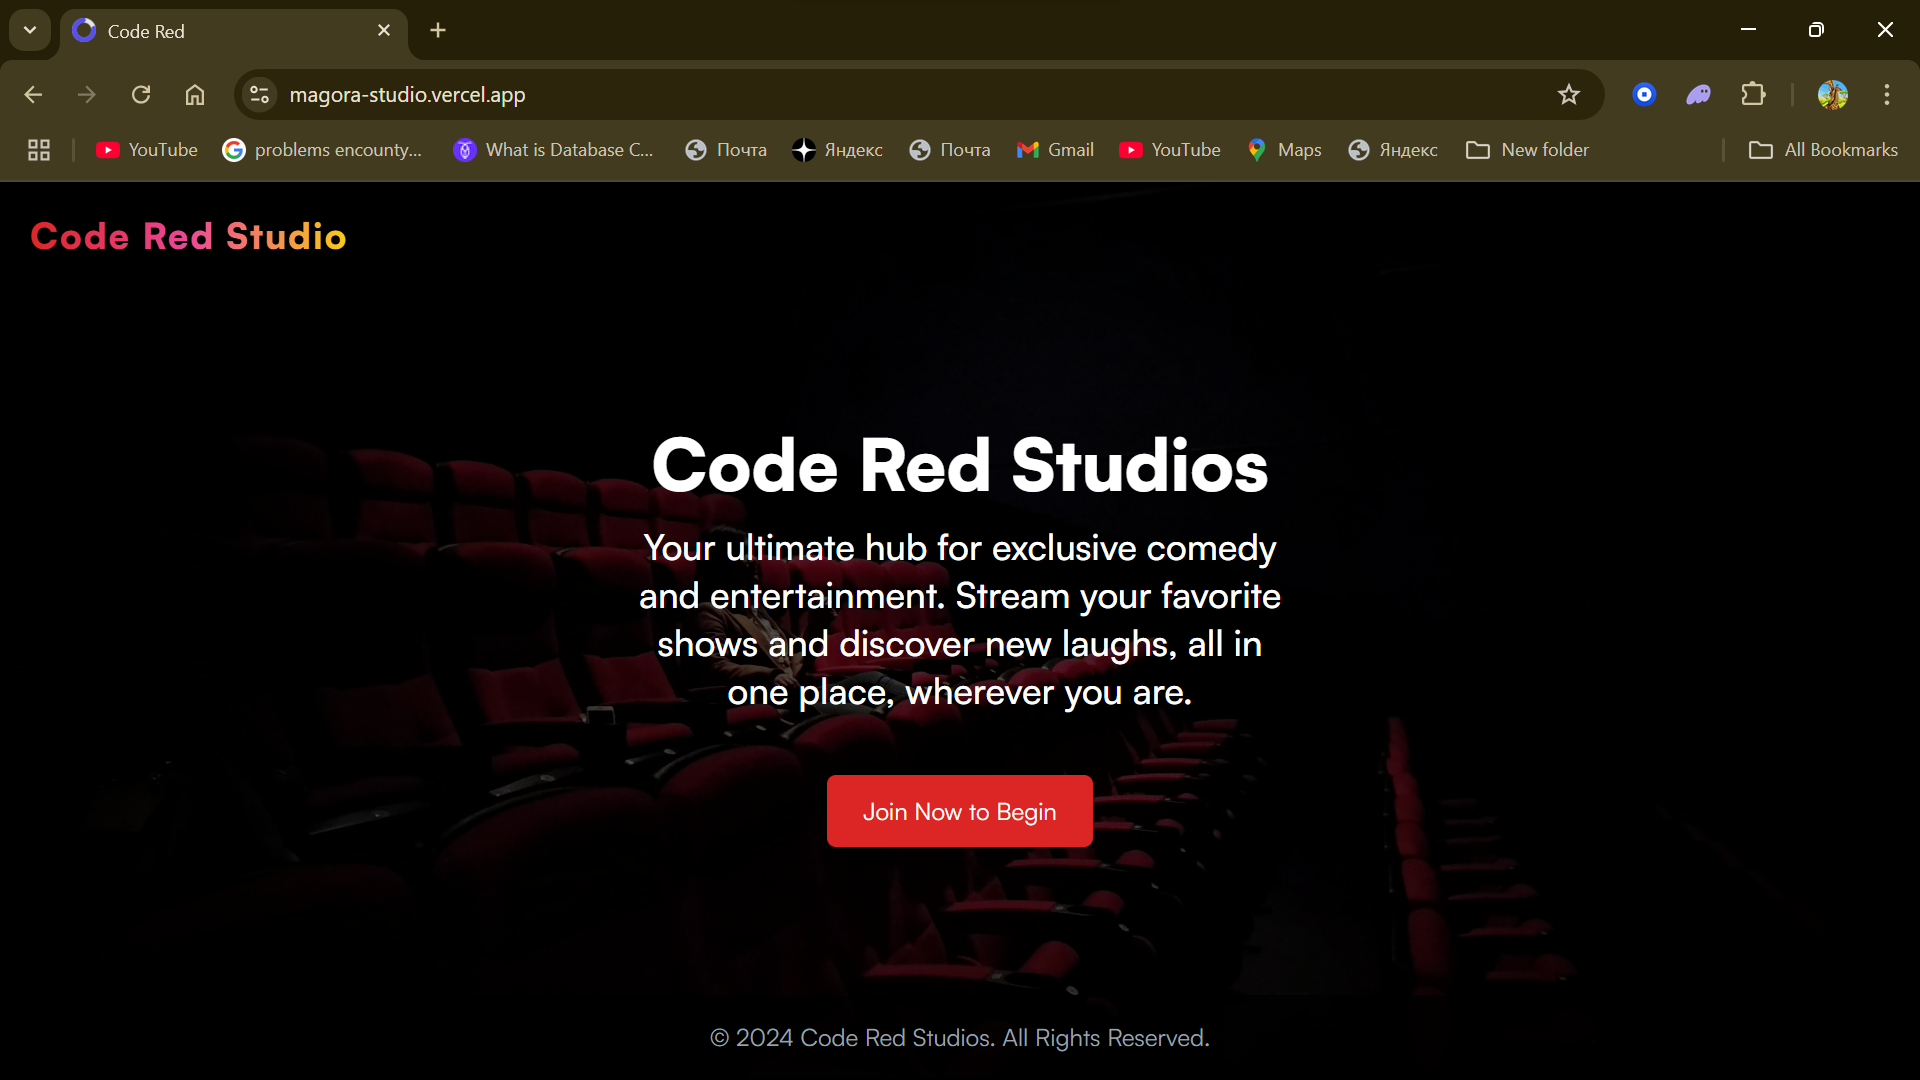 Code Red
magora-studio.vercel.app
YouTube
problems encounty...
What is Database C...
Почта
Яндекс
Почта
Gmail
YouTube
Maps
Яндекс
New folder
All Bookmarks
Code Red Studio
Code Red Studios
Your ultimate hub for exclusive comedy
and entertainment. Stream your favorite
shows and discover new laughs, all in
one place, wherever you are.
Join Now to Begin
© 2024 Code Red Studios. All Rights Reserved.